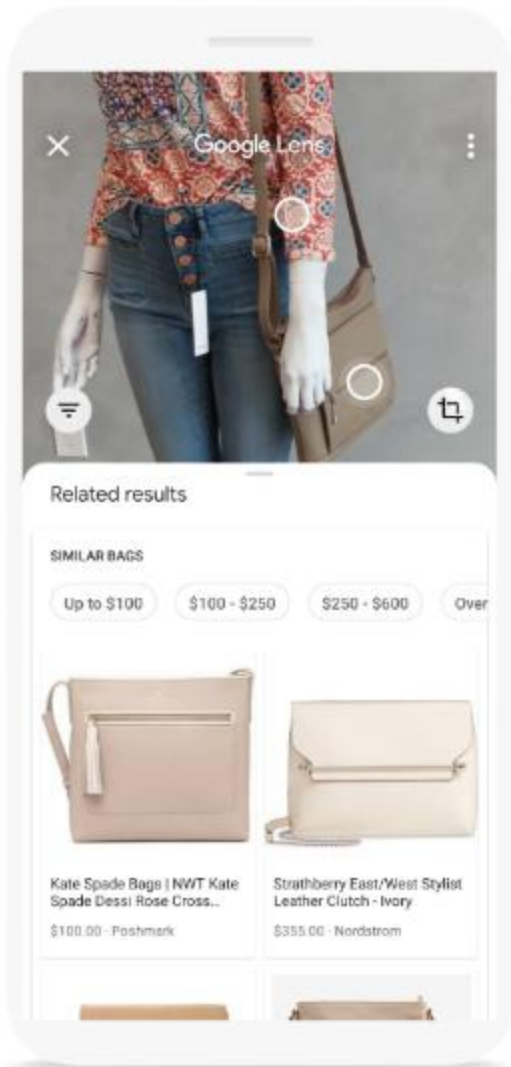 Google Lens
Related results
SIMILAR BAGS
Up to $100
$100 - $250
$250 - $600
Over
Kate Spade Bags | NWT Kate
Spade Dessi Rose Cross...
$100.00 · Poshmark
Strathberry East/West Stylist
Leather Clutch - Ivory
$355.00 · Nordstrom